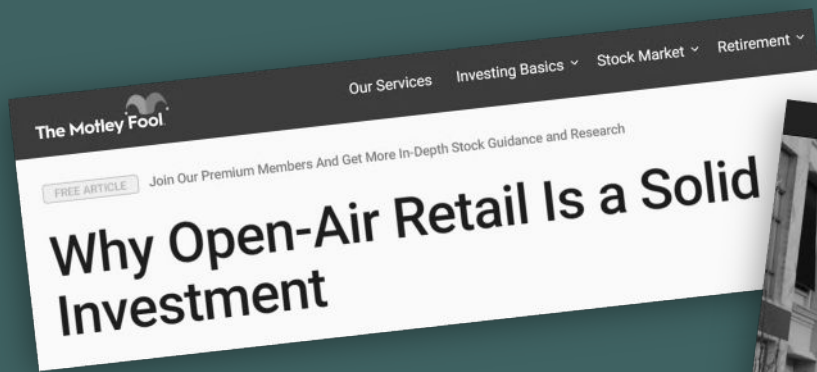 The Motley Fool
Our Services Investing Basics Stock Market Retirement
FREE ARTICLE Join Our Premium Members And Get More In-Depth Stock Guidance and Research
Why Open-Air Retail Is a Solid
Investment